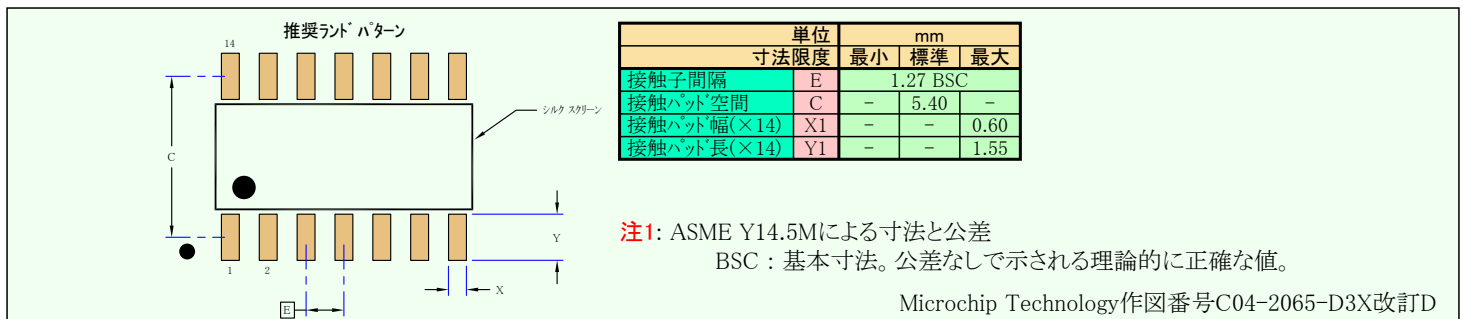 推奨ランド パターン
14
シルク スクリーン
C
Y
1
2
X
E
単位 mm
寸法限度 最小 標準 最大
接触子間隔 E 1.27 BSC
接触パッド空間 C - 5.40 -
接触パッド幅(×14) X1 - - 0.60
接触パッド長(×14) Y1 - - 1.55
注1: ASME Y14.5Mによる寸法と公差
BSC : 基本寸法。公差なしで示される理論的に正確な値。
Microchip Technology作図番号C04-2065-D3X改訂D